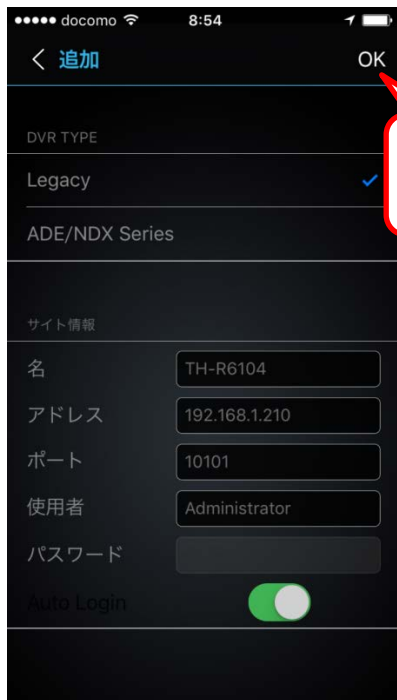 docomo 8:54
追加 OK
DVR TYPE
Legacy
ADE/NDX Series
サイト情報
名 TH-R6104
アドレス 192.168.1.210
ポート 10101
使用者 Administrator
パスワード
Auto Login